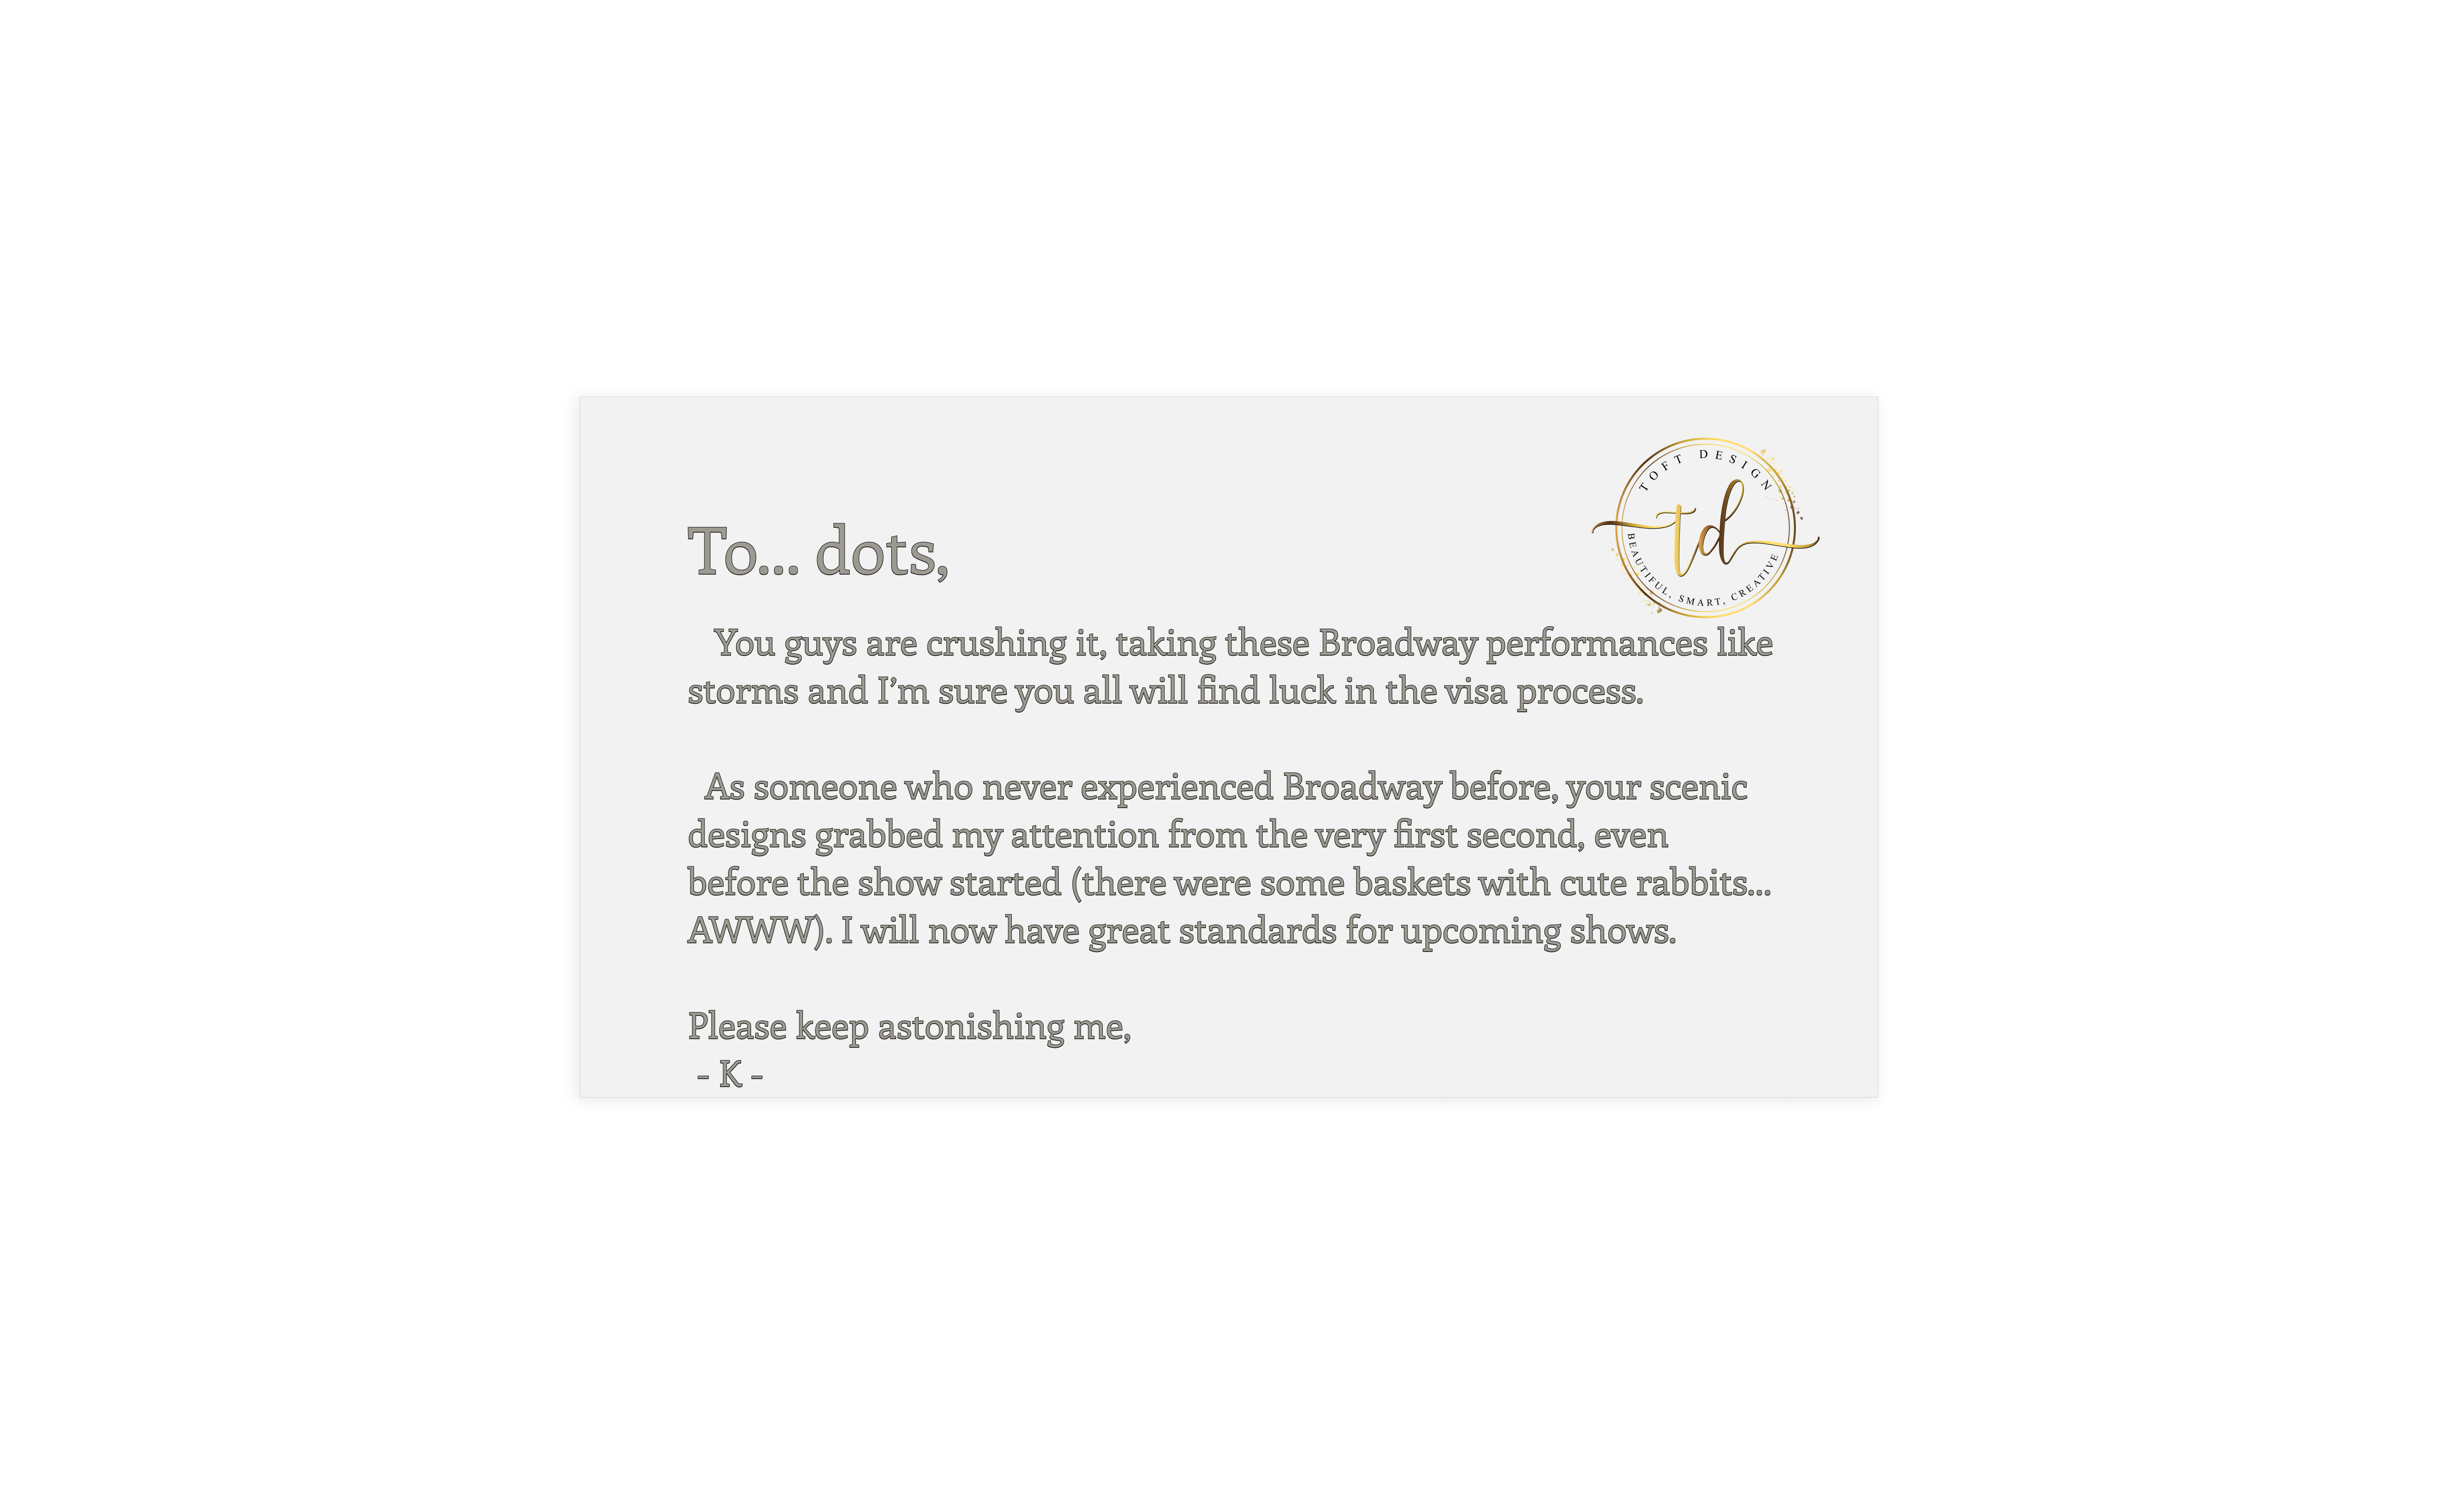 TOFT DESIGN
td
BEAUTIFUL, SMART, CREATIVE
To... dots,
You guys are crushing it, taking these Broadway performances like
storms and I’m sure you all will find luck in the visa process.
As someone who never experienced Broadway before, your scenic
designs grabbed my attention from the very first second, even
before the show started (there were some baskets with cute rabbits...
AWWW). I will now have great standards for upcoming shows.
Please keep astonishing me,
- K -